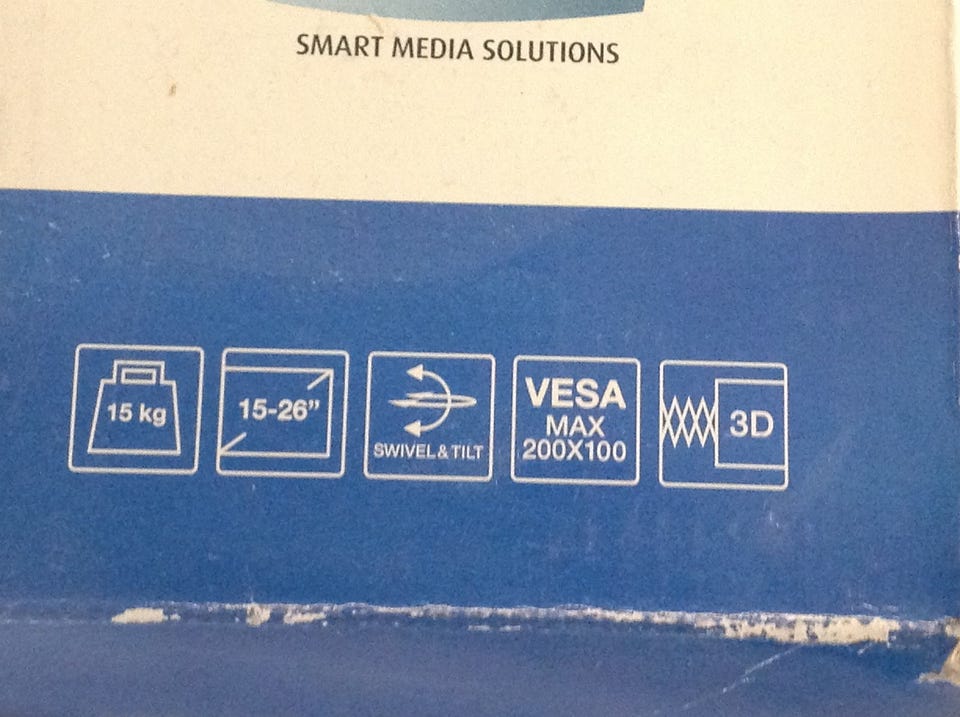 SMART MEDIA SOLUTIONS
15 kg
15-26”
SWIVEL & TILT
VESA
MAX
200X100
3D